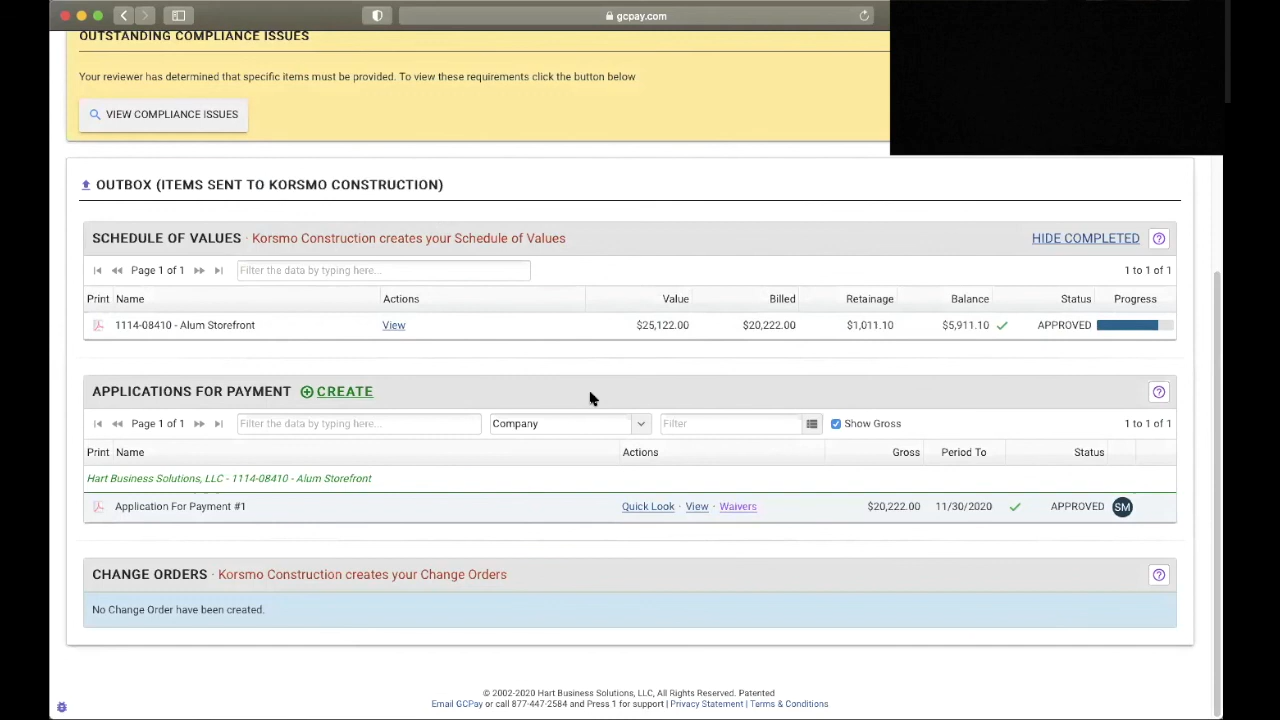 gcpay.com
OUTSTANDING COMPLIANCE ISSUES
Your reviewer has determined that specific items must be provided. To view these requirements click the button below
VIEW COMPLIANCE ISSUES
OUTBOX (ITEMS SENT TO KORSMO CONSTRUCTION)
SCHEDULE OF VALUES · Korsmo Construction creates your Schedule of Values HIDE COMPLETED
Page 1 of 1 Filter the data by typing here... 1 to 1 of 1
Print Name Actions Value Billed Retainage Balance Status Progress
1114-08410 - Alum Storefront View $25,122.00 $20,222.00 $1,011.10 $5,911.10 APPROVED
APPLICATIONS FOR PAYMENT CREATE
Page 1 of 1 Filter the data by typing here... Company Filter Show Gross 1 to 1 of 1
Print Name Actions Gross Period To Status
Hart Business Solutions, LLC - 1114-08410 - Alum Storefront
Application For Payment #1 Quick Look · View · Waivers $20,222.00 11/30/2020 APPROVED SM
CHANGE ORDERS · Korsmo Construction creates your Change Orders
No Change Order have been created.
© 2002-2020 Hart Business Solutions, LLC, All Rights Reserved. Patented
Email GCPay or call 877-447-2584 and Press 1 for support | Privacy Statement | Terms & Conditions